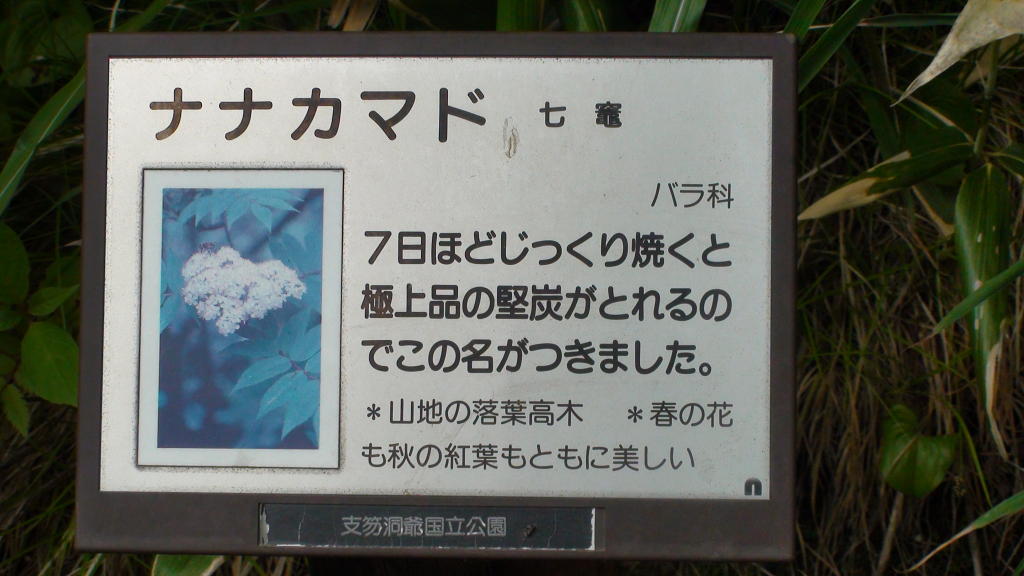 ナナカマド 七竈
バラ科
7日ほどじっくり焼くと
極上品の堅炭がとれるの
でこの名がつきました。
＊山地の落葉高木　＊春の花
も秋の紅葉もともに美しい
支笏洞爺国立公園